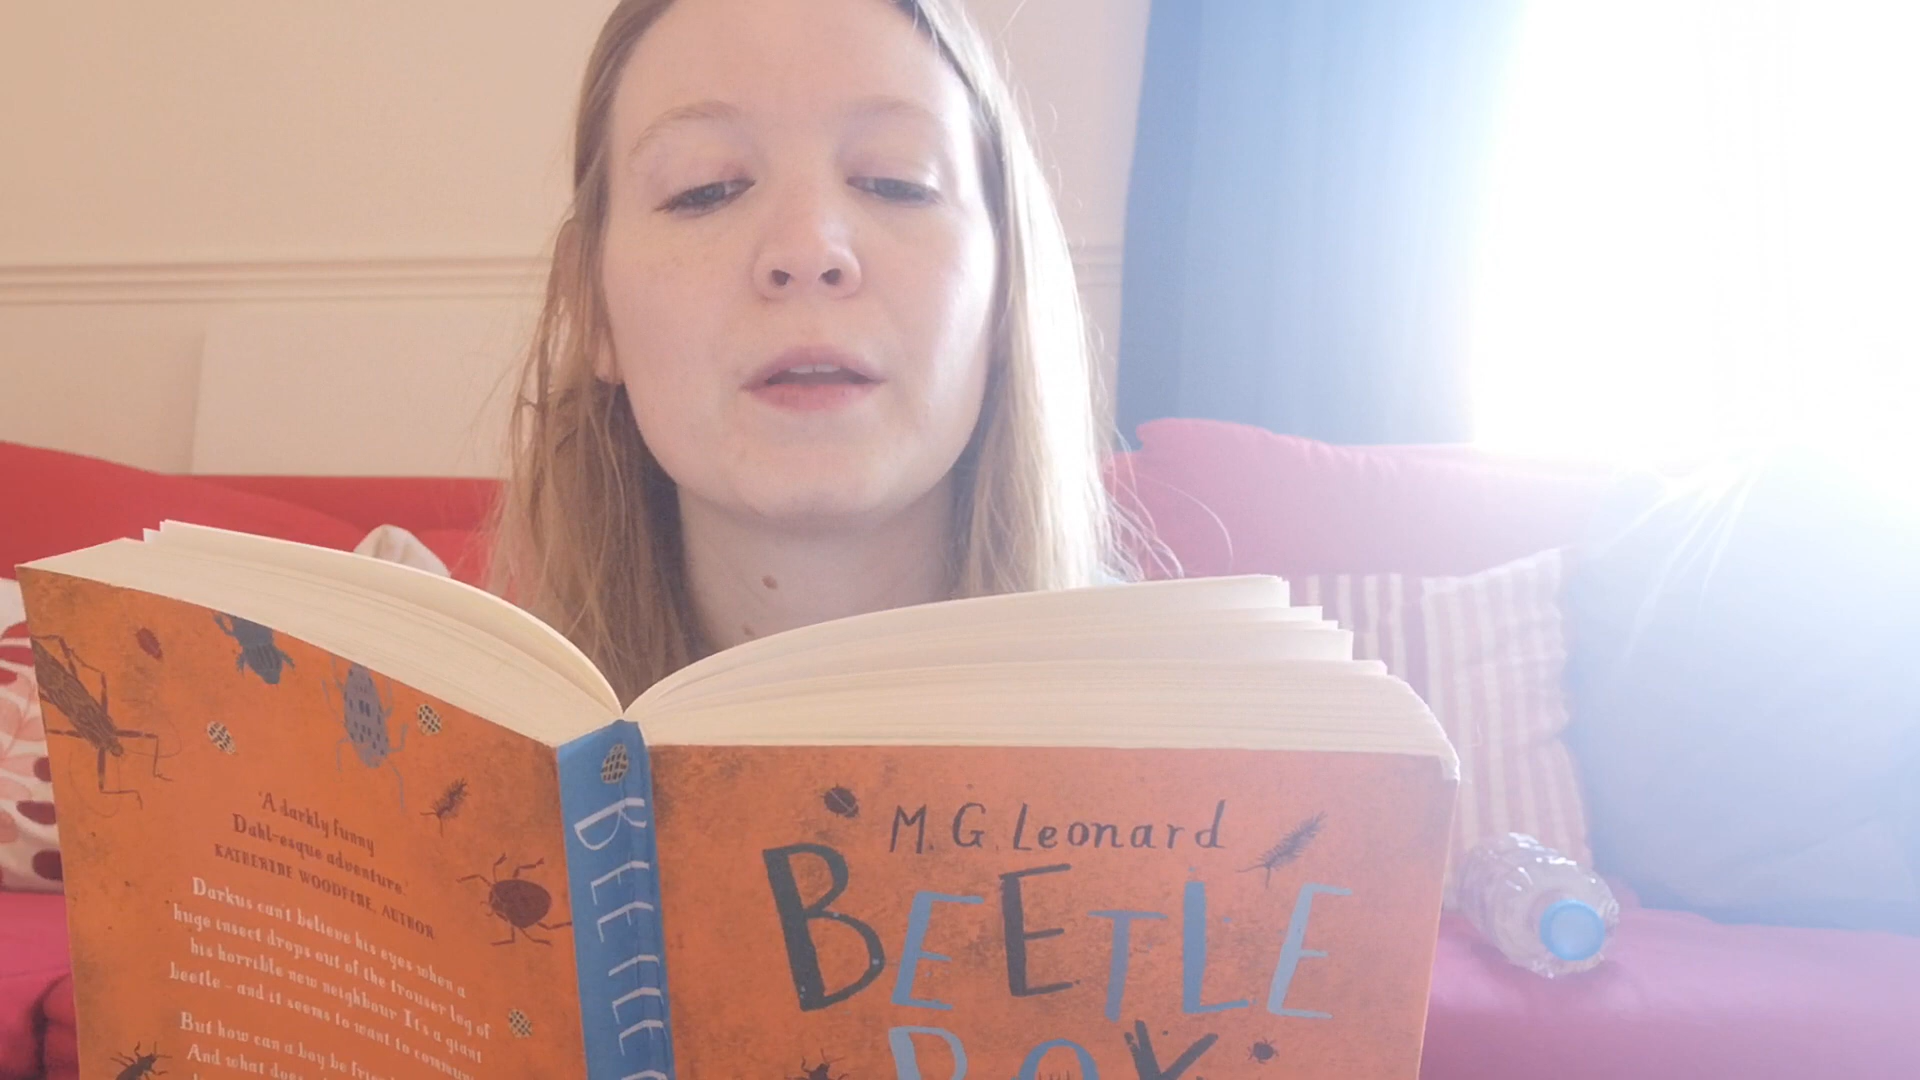 'A darkly funny
Dahl-esque adventure.'
KATHERINE WOODFINE, AUTHOR
Darkus can't believe his eyes when a
huge insect drops out of the trouser leg of
his horrible new neighbour. It's a giant
beetle – and it seems to want to commun
But how can a boy be frien
And what does
BEETLE
M.G. Leonard
BEETLE
BOY